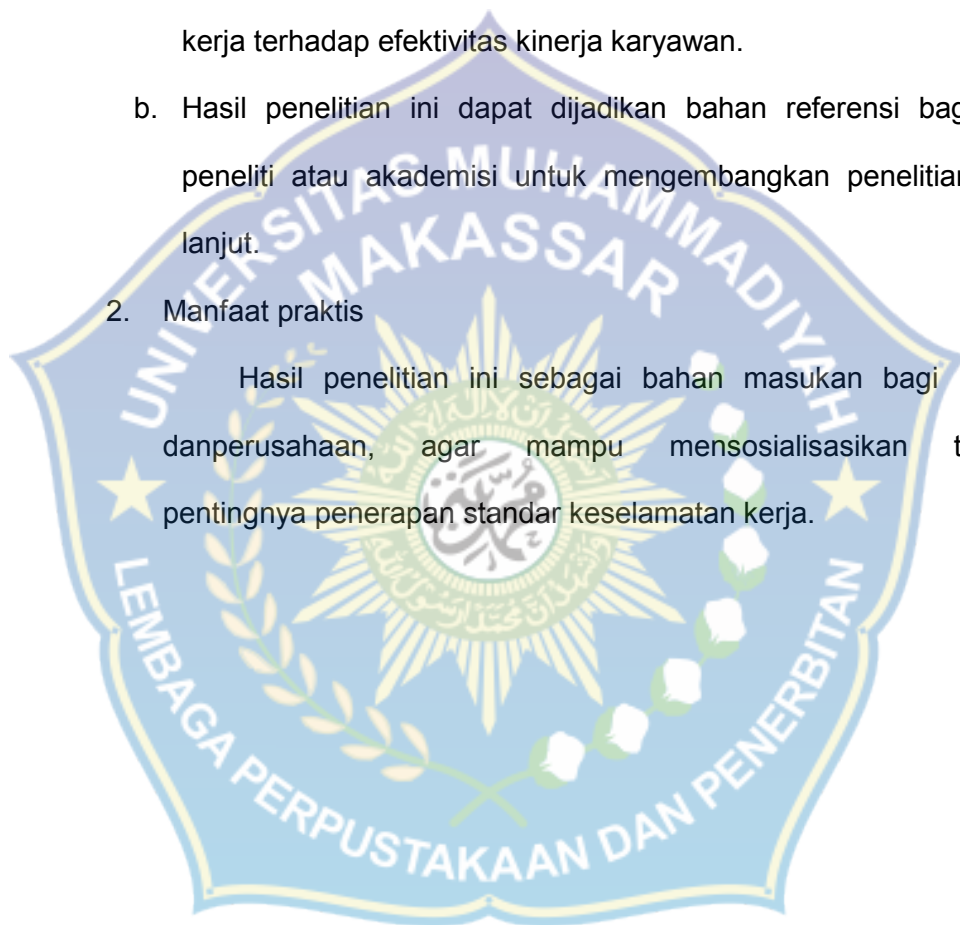 kerja terhadap efektivitas kinerja karyawan.
b. Hasil penelitian ini dapat dijadikan bahan referensi bag
peneliti atau akademisi untuk mengembangkan penelitian
lanjut.
2. Manfaat praktis
Hasil penelitian ini sebagai bahan masukan bagi
danperusahaan, agar mampu mensosialisasikan t
pentingnya penerapan standar keselamatan kerja.
UNIVERSITAS MUHAMMADIYAH
MAKASSAR
LEMBAGA PERPUSTAKAAN DAN PENERBITAN